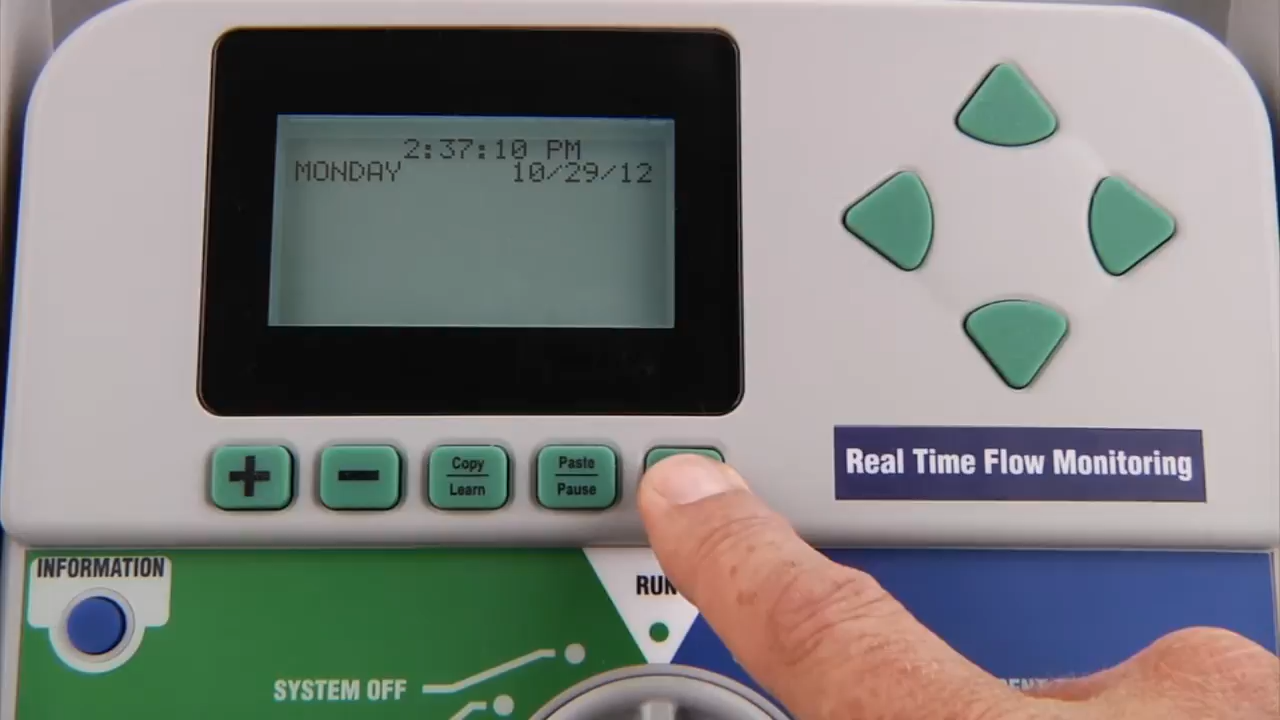 2:37:10 PM
MONDAY 10/29/12
+
−
Copy
Learn
Paste
Pause
Real Time Flow Monitoring
INFORMATION
RUN
SYSTEM OFF